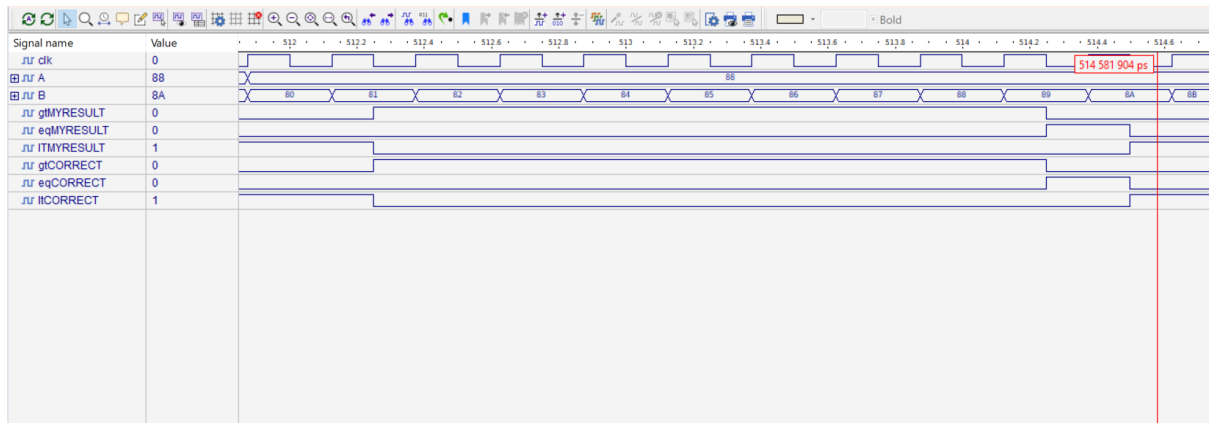 Bold
Signal name Value 512 512.2 512.4 512.6 512.8 513 513.2 513.4 513.6 513.8 514 514.2 514.4 514.6
clk 0 514 581 904 ps
A 88 88
B 8A 80 81 82 83 84 85 86 87 88 89 8A 8B
gtMYRESULT 0
eqMYRESULT 0
lTMYRESULT 1
gtCORRECT 0
eqCORRECT 0
ltCORRECT 1